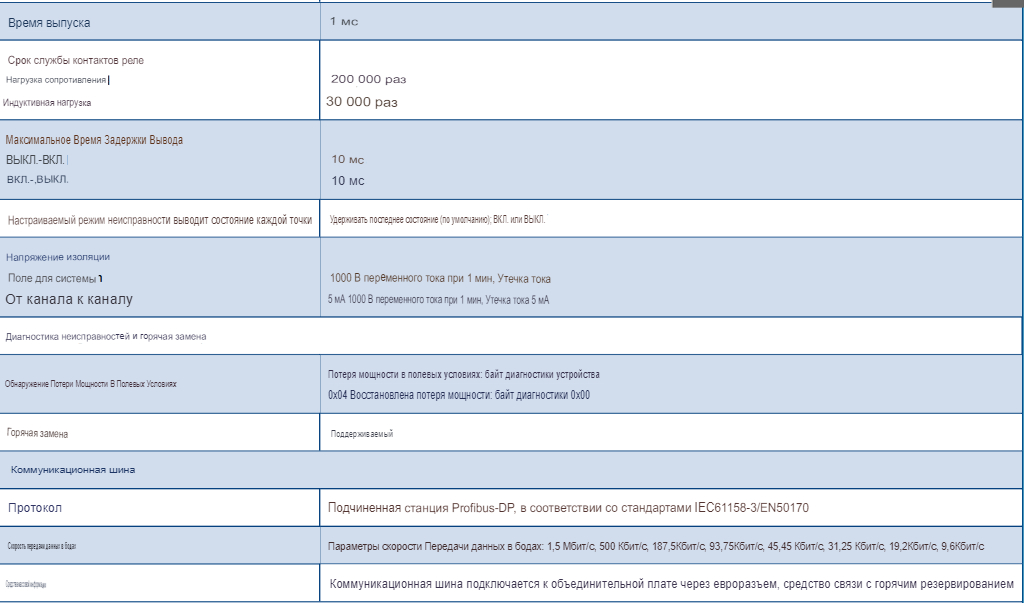 Время выпуска
1 мс
Срок службы контактов реле
Нагрузка сопротивления
200 000 раз
Индуктивная нагрузка
30 000 раз
Максимальное Время Задержки Вывода
ВЫКЛ.-ВКЛ.
10 мс
ВКЛ.-.ВЫКЛ.
10 мс
Настраиваемый режим неисправности выводит состояние каждой точки
Удерживать последнее состояние (по умолчанию); ВКЛ. или ВЫКЛ.
Напряжение изоляции
Поле для системы
1000 В переменного тока при 1 мин, Утечка тока
От канала к каналу
5 мА 1000 В переменного тока при 1 мин, Утечка тока 5 мА
Диагностика неисправностей и горячая замена
Обнаружение Потери Мощности В Полевых Условиях
Потеря мощности в полевых условиях: байт диагностики устройства
0x04 Восстановлена потеря мощности: байт диагностики 0x00
Горячая замена
Поддерживаемый
Коммуникационная шина
Протокол
Подчиненная станция Profibus-DP, в соответствии со стандартами IEC61158-3/EN50170
Скорость передачи данных в бодах
Параметры скорости Передачи данных в бодах: 1,5 Мбит/с, 500 Кбит/с, 187,5Кбит/с, 93,75Кбит/с, 45,45 Кбит/с, 31,25 Кбит/с, 19,2Кбит/с, 9,6Кбит/с
Коммуникационная шина подключается к объединительной плате через евроразъем, средство связи с горячим резервированием